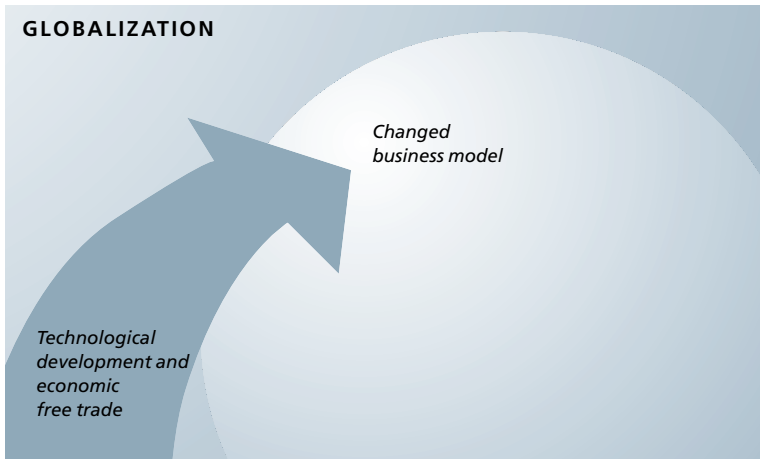 GLOBALIZATION
Changed
business model
Technological
development and
economic
free trade